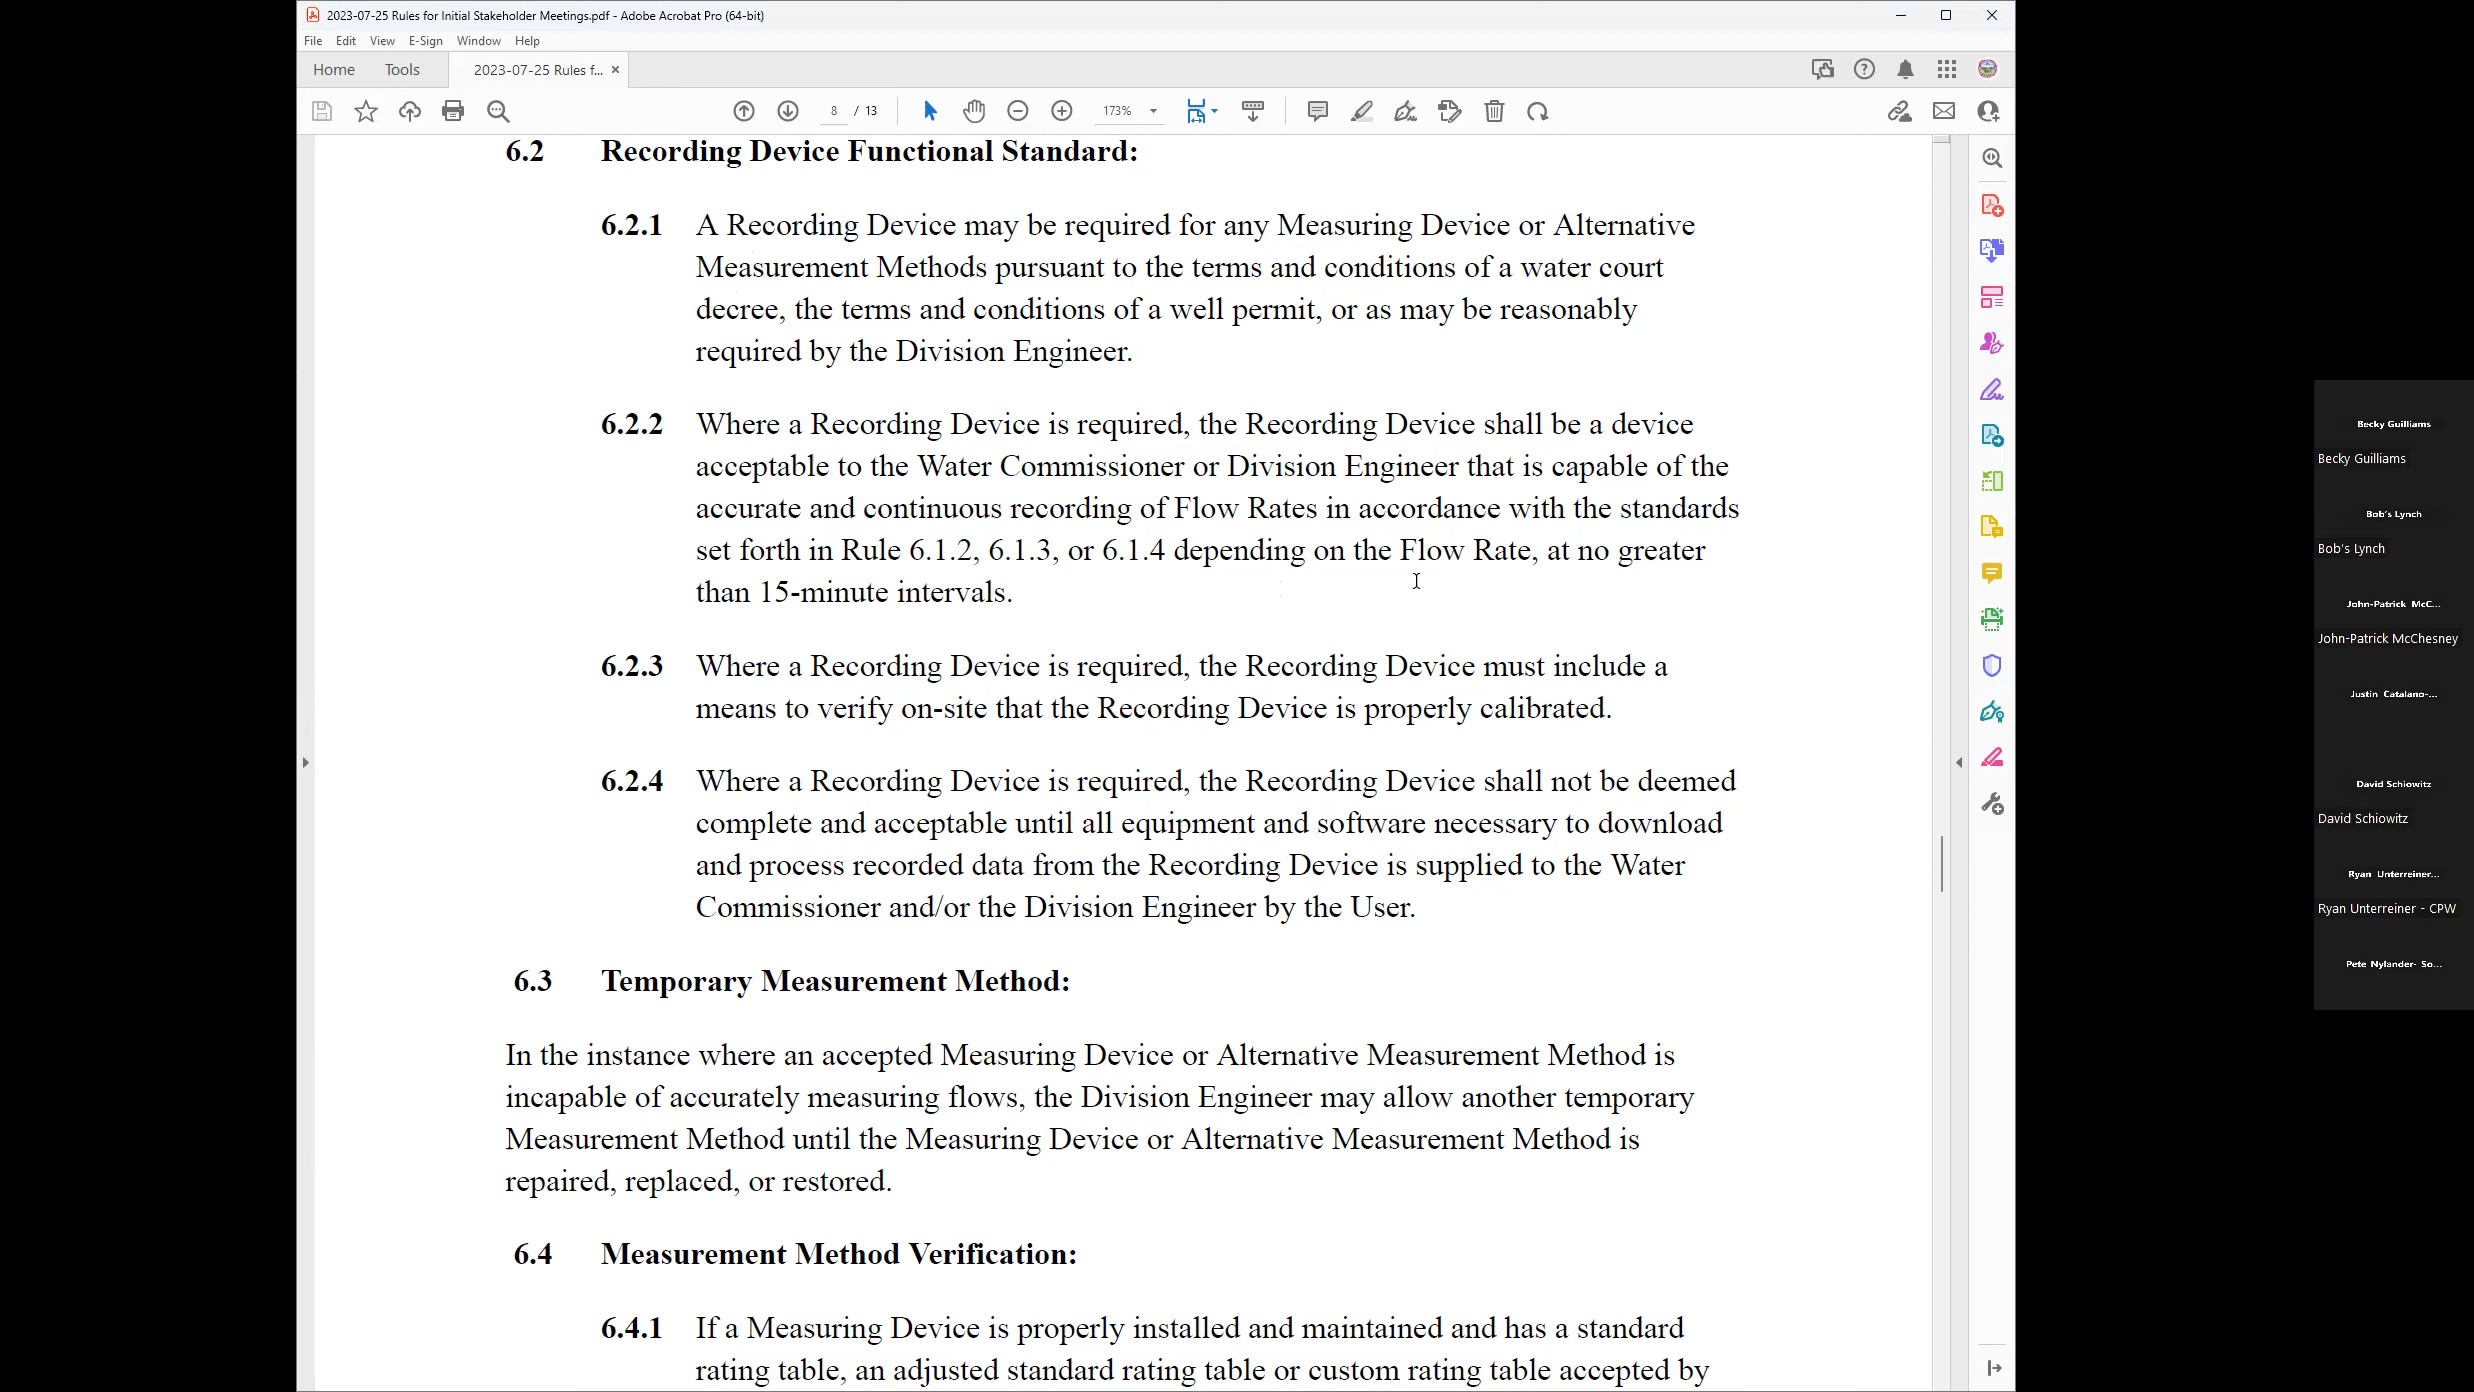 2023-07-25 Rules for Initial Stakeholder Meetings.pdf - Adobe Acrobat Pro (64-bit)
File Edit View E-Sign Window Help
Home Tools 2023-07-25 Rules f... ×
8 / 13 173%
6.2 Recording Device Functional Standard:
6.2.1 A Recording Device may be required for any Measuring Device or Alternative
Measurement Methods pursuant to the terms and conditions of a water court
decree, the terms and conditions of a well permit, or as may be reasonably
required by the Division Engineer.
6.2.2 Where a Recording Device is required, the Recording Device shall be a device
acceptable to the Water Commissioner or Division Engineer that is capable of the
accurate and continuous recording of Flow Rates in accordance with the standards
set forth in Rule 6.1.2, 6.1.3, or 6.1.4 depending on the Flow Rate, at no greater
than 15-minute intervals.
6.2.3 Where a Recording Device is required, the Recording Device must include a
means to verify on-site that the Recording Device is properly calibrated.
6.2.4 Where a Recording Device is required, the Recording Device shall not be deemed
complete and acceptable until all equipment and software necessary to download
and process recorded data from the Recording Device is supplied to the Water
Commissioner and/or the Division Engineer by the User.
6.3 Temporary Measurement Method:
In the instance where an accepted Measuring Device or Alternative Measurement Method is
incapable of accurately measuring flows, the Division Engineer may allow another temporary
Measurement Method until the Measuring Device or Alternative Measurement Method is
repaired, replaced, or restored.
6.4 Measurement Method Verification:
6.4.1 If a Measuring Device is properly installed and maintained and has a standard
rating table, an adjusted standard rating table or custom rating table accepted by
Becky Guilliams
Becky Guilliams
Bob's Lynch
Bob's Lynch
John-Patrick McC...
John-Patrick McChesney
Justin Catalano-...
David Schiowitz
David Schiowitz
Ryan Unterreiner...
Ryan Unterreiner - CPW
Pete Nylander- So...